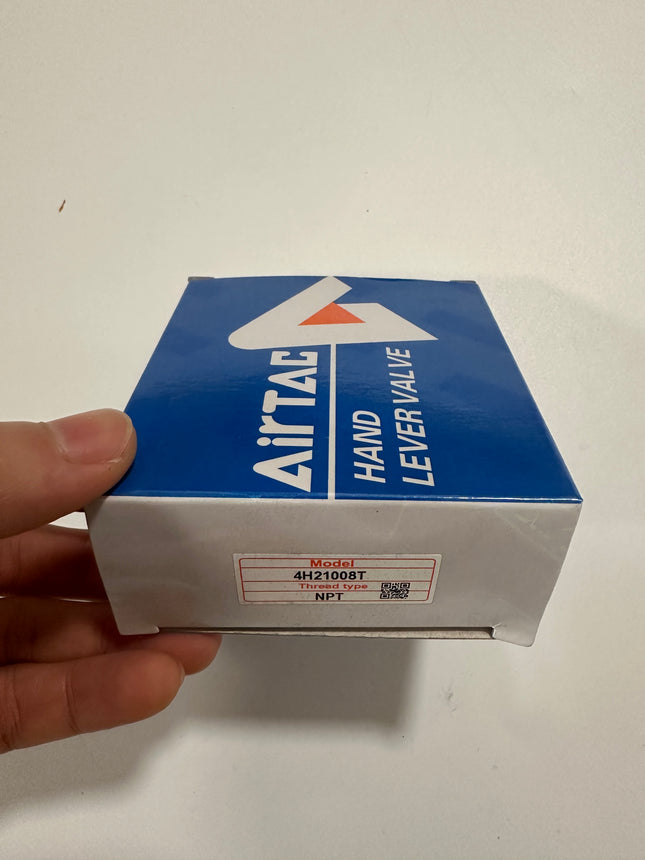 AirTAC
HAND
LEVER VALVE
Model
4H21008T
Thread type
NPT